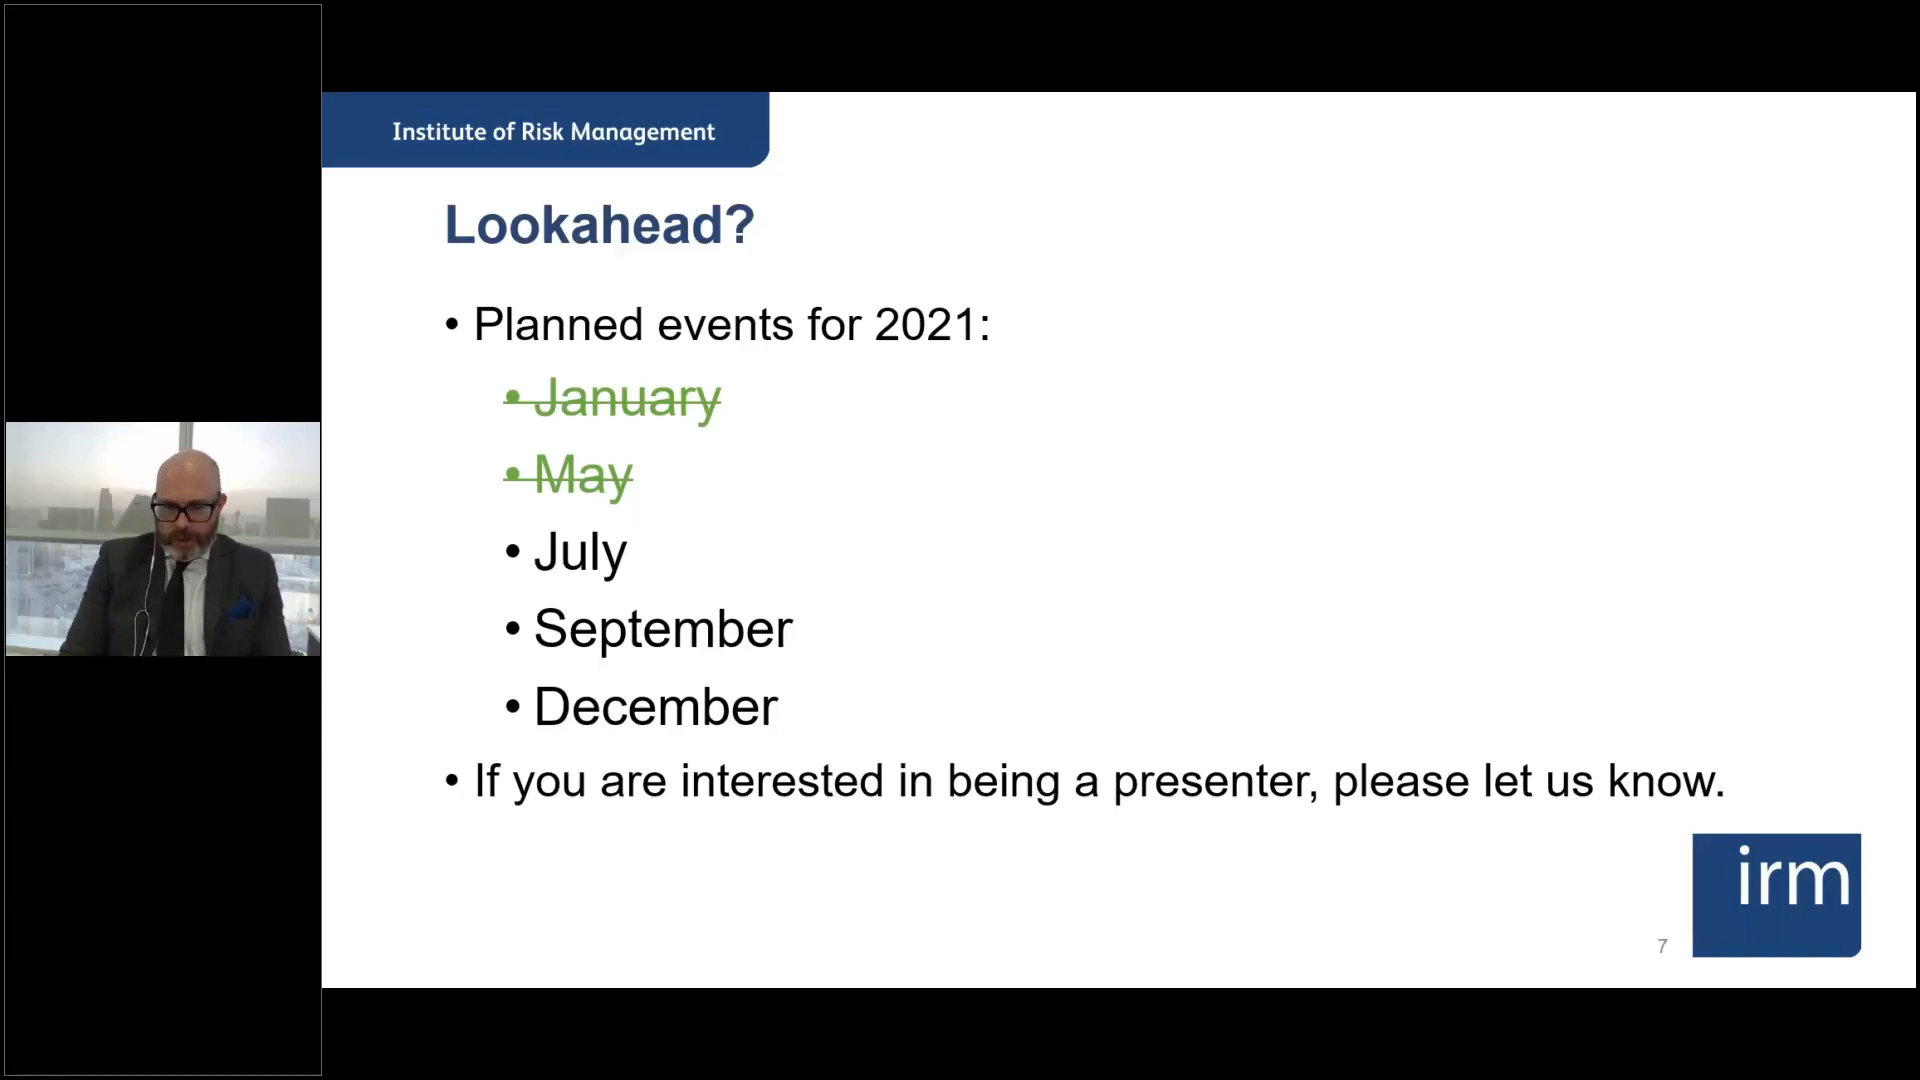 Institute of Risk Management
Lookahead?
• Planned events for 2021:
• January
• May
• July
• September
• December
• If you are interested in being a presenter, please let us know.
irm
7